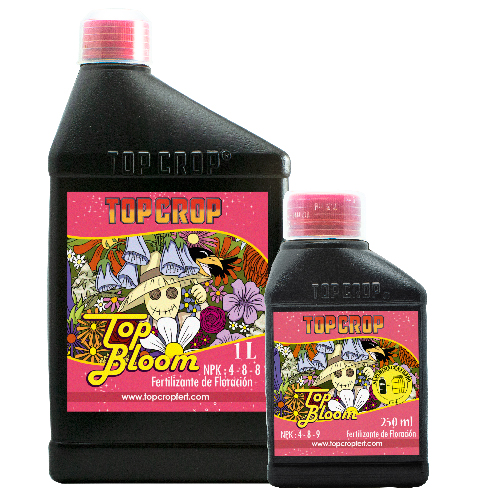 TOP CROP®
TOP CROP
Top
Bloom
1 L
NPK : 4 - 8 - 8
Fertilizante de Floración
www.topcropfert.com
TOP CROP
TOP CROP
Top
Bloom
250 ml
NPK : 4 - 8 - 9
Fertilizante de Floración
www.topcropfert.com